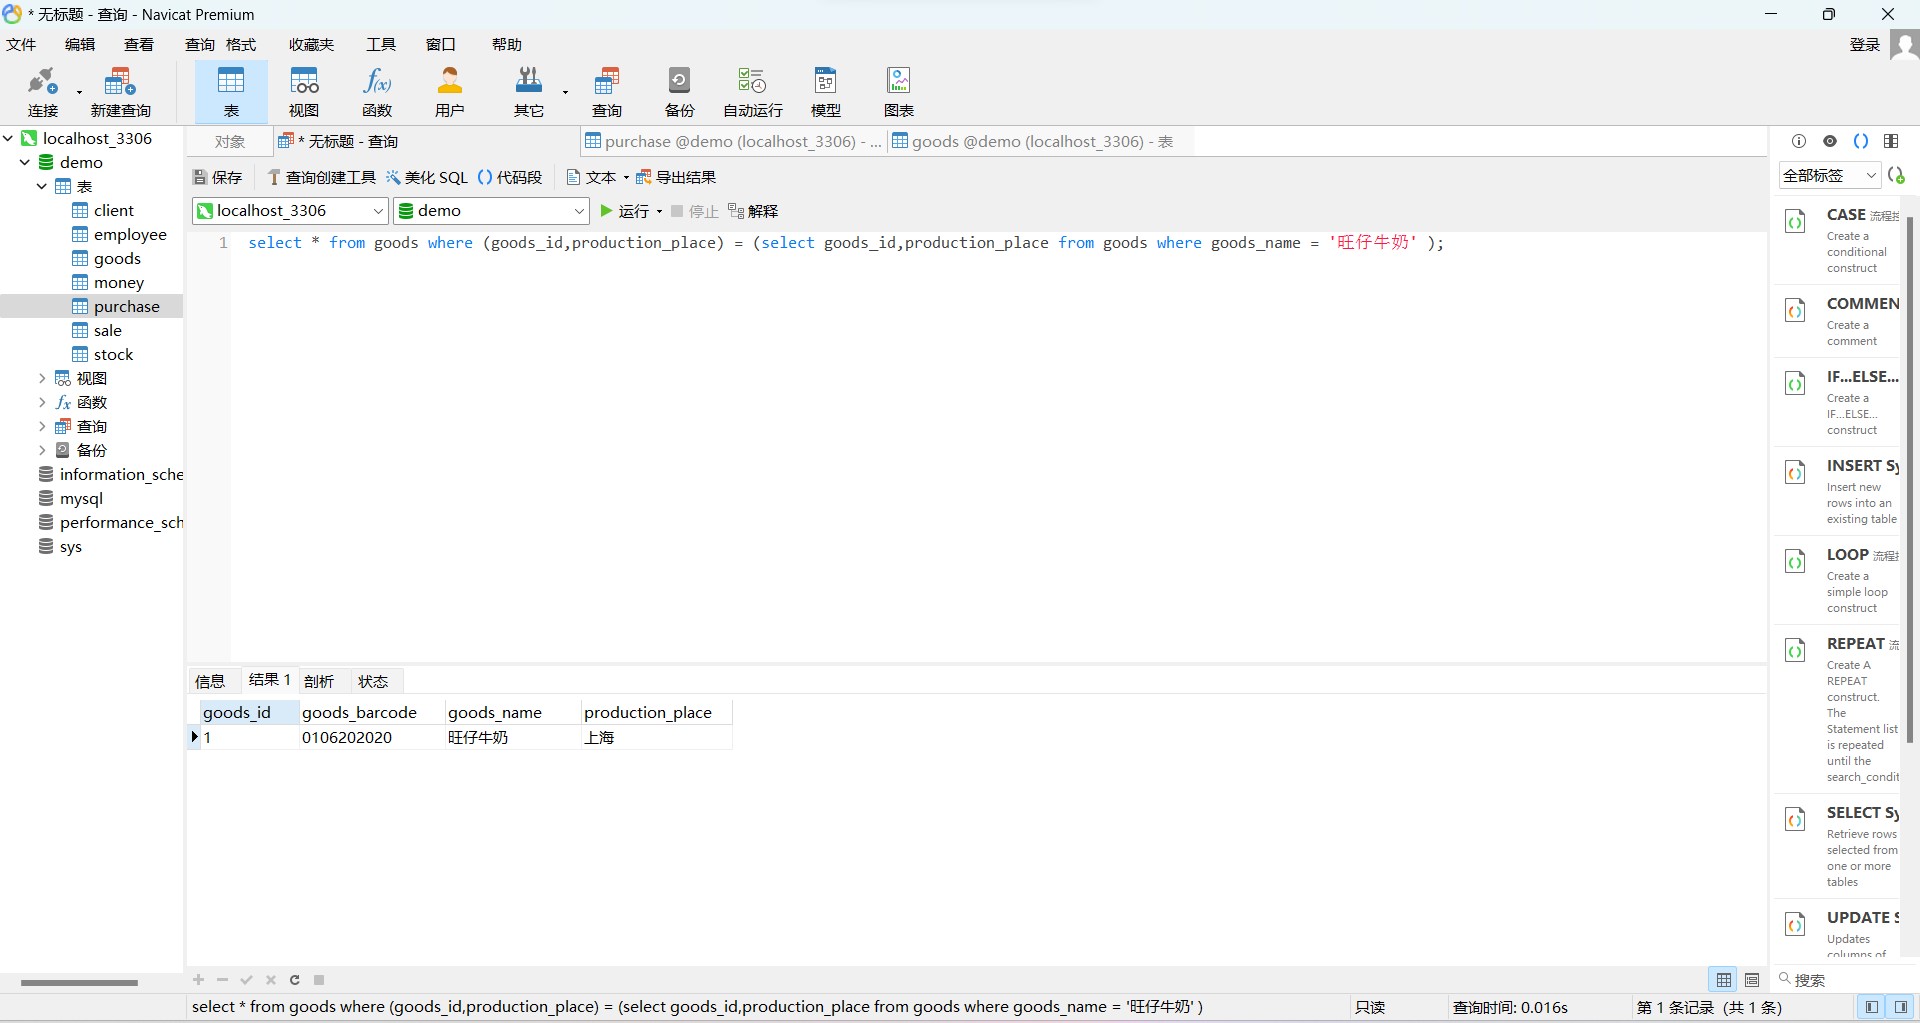 * 无标题 - 查询 - Navicat Premium
文件 编辑 查看 查询 格式 收藏夹 工具 窗口 帮助 登录
连接 新建查询 表 视图 函数 用户 其它 查询 备份 自动运行 模型 图表
localhost_3306
demo
表
client
employee
goods
money
purchase
sale
stock
视图
函数
查询
备份
information_sche
mysql
performance_sch
sys
对象 * 无标题 - 查询 purchase @demo (localhost_3306) - ... goods @demo (localhost_3306) - 表
保存 查询创建工具 美化 SQL 代码段 文本 导出结果
localhost_3306 demo 运行 停止 解释
1 select * from goods where (goods_id,production_place) = (select goods_id,production_place from goods where goods_name = '旺仔牛奶' );
信息 结果 1 剖析 状态
goods_id goods_barcode goods_name production_place
1 0106202020 旺仔牛奶 上海
全部标签
CASE 流程控
Create a
conditional
construct
COMMEN
Create a
comment
IF...ELSE...
Create a
IF...ELSE...
construct
INSERT Sy
Insert new
rows into an
existing table
LOOP 流程控
Create a
simple loop
construct
REPEAT 流
Create A
REPEAT
construct.
The
Statement list
is repeated
until the
search_condit
SELECT Sy
Retrieve rows
selected from
one or more
tables
UPDATE S
Updates
columns of
搜索
select * from goods where (goods_id,production_place) = (select goods_id,production_place from goods where goods_name = '旺仔牛奶' ) 只读 查询时间: 0.016s 第 1 条记录 (共 1 条)